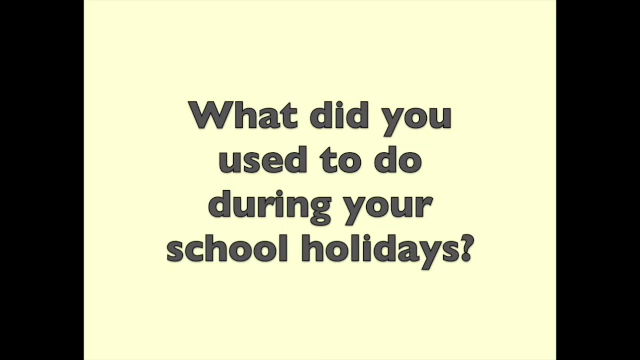 What did you
used to do
during your
school holidays?